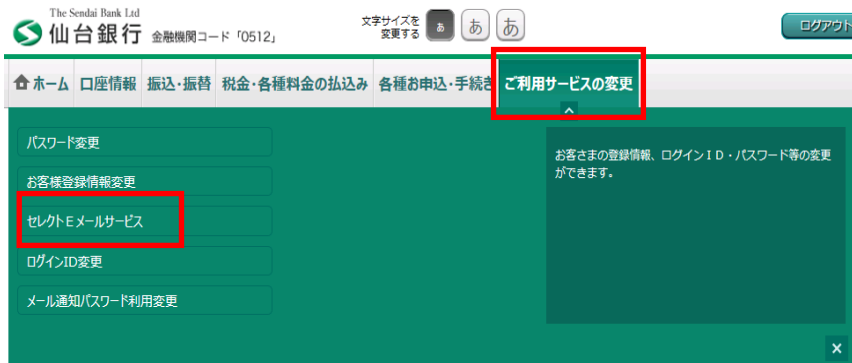 The Sendai Bank Ltd
仙台銀行 金融機関コード「0512」
文字サイズを
変更する
あ あ あ
ログアウト
ホーム 口座情報 振込・振替 税金・各種料金の払込み 各種お申込・手続き ご利用サービスの変更
パスワード変更
お客様登録情報変更
セレクトEメールサービス
ログインID変更
メール通知パスワード利用変更
お客さまの登録情報、ログインID・パスワード等の変更
ができます。
×